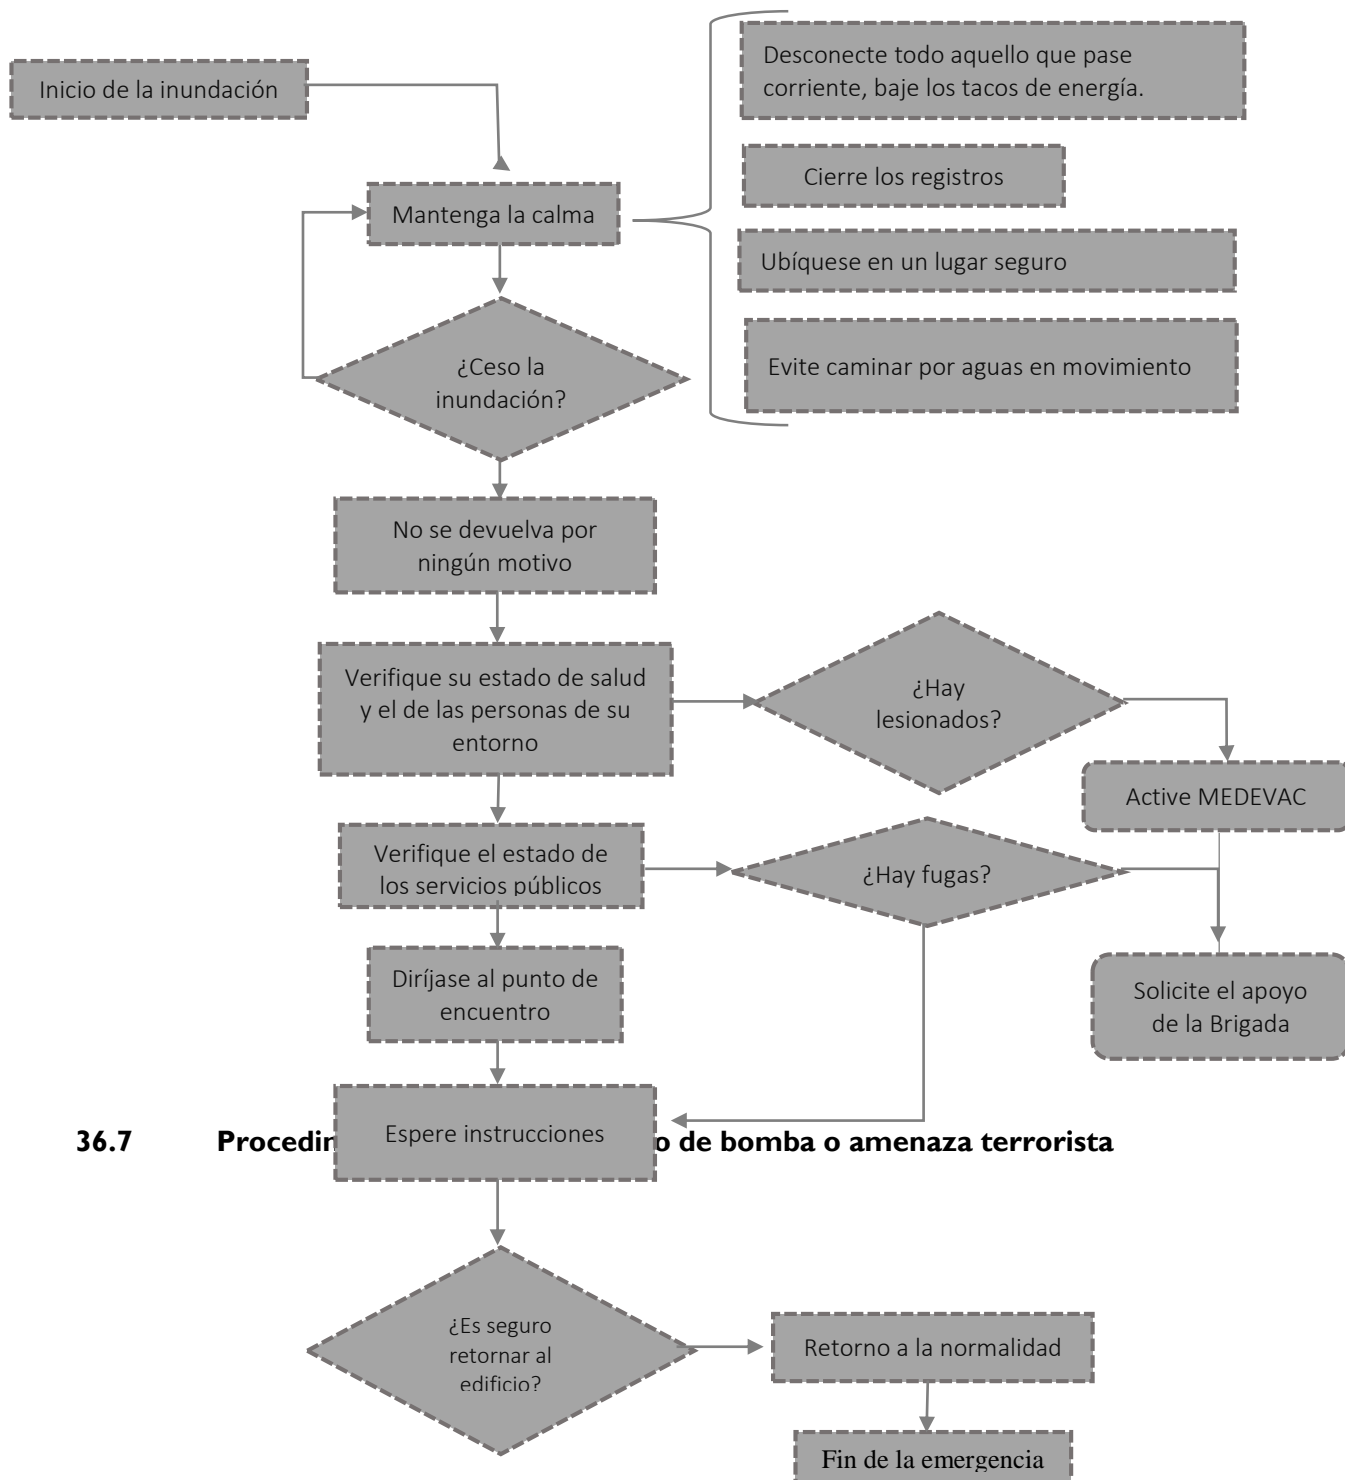 Inicio de la inundación
Desconecte todo aquello que pase
corriente, baje los tacos de energía.
Cierre los registros
Mantenga la calma
Ubíquese en un lugar seguro
Evite caminar por aguas en movimiento
¿Ceso la
inundación?
No se devuelva por
ningún motivo
Verifique su estado de salud
y el de las personas de su
entorno
¿Hay
lesionados?
Active MEDEVAC
Verifique el estado de
los servicios públicos
¿Hay fugas?
Diríjase al punto de
encuentro
Solicite el apoyo
de la Brigada
Espere instrucciones
36.7 de bomba o amenaza terrorista
¿Es seguro
retornar al
edificio?
Retorno a la normalidad
Fin de la emergencia